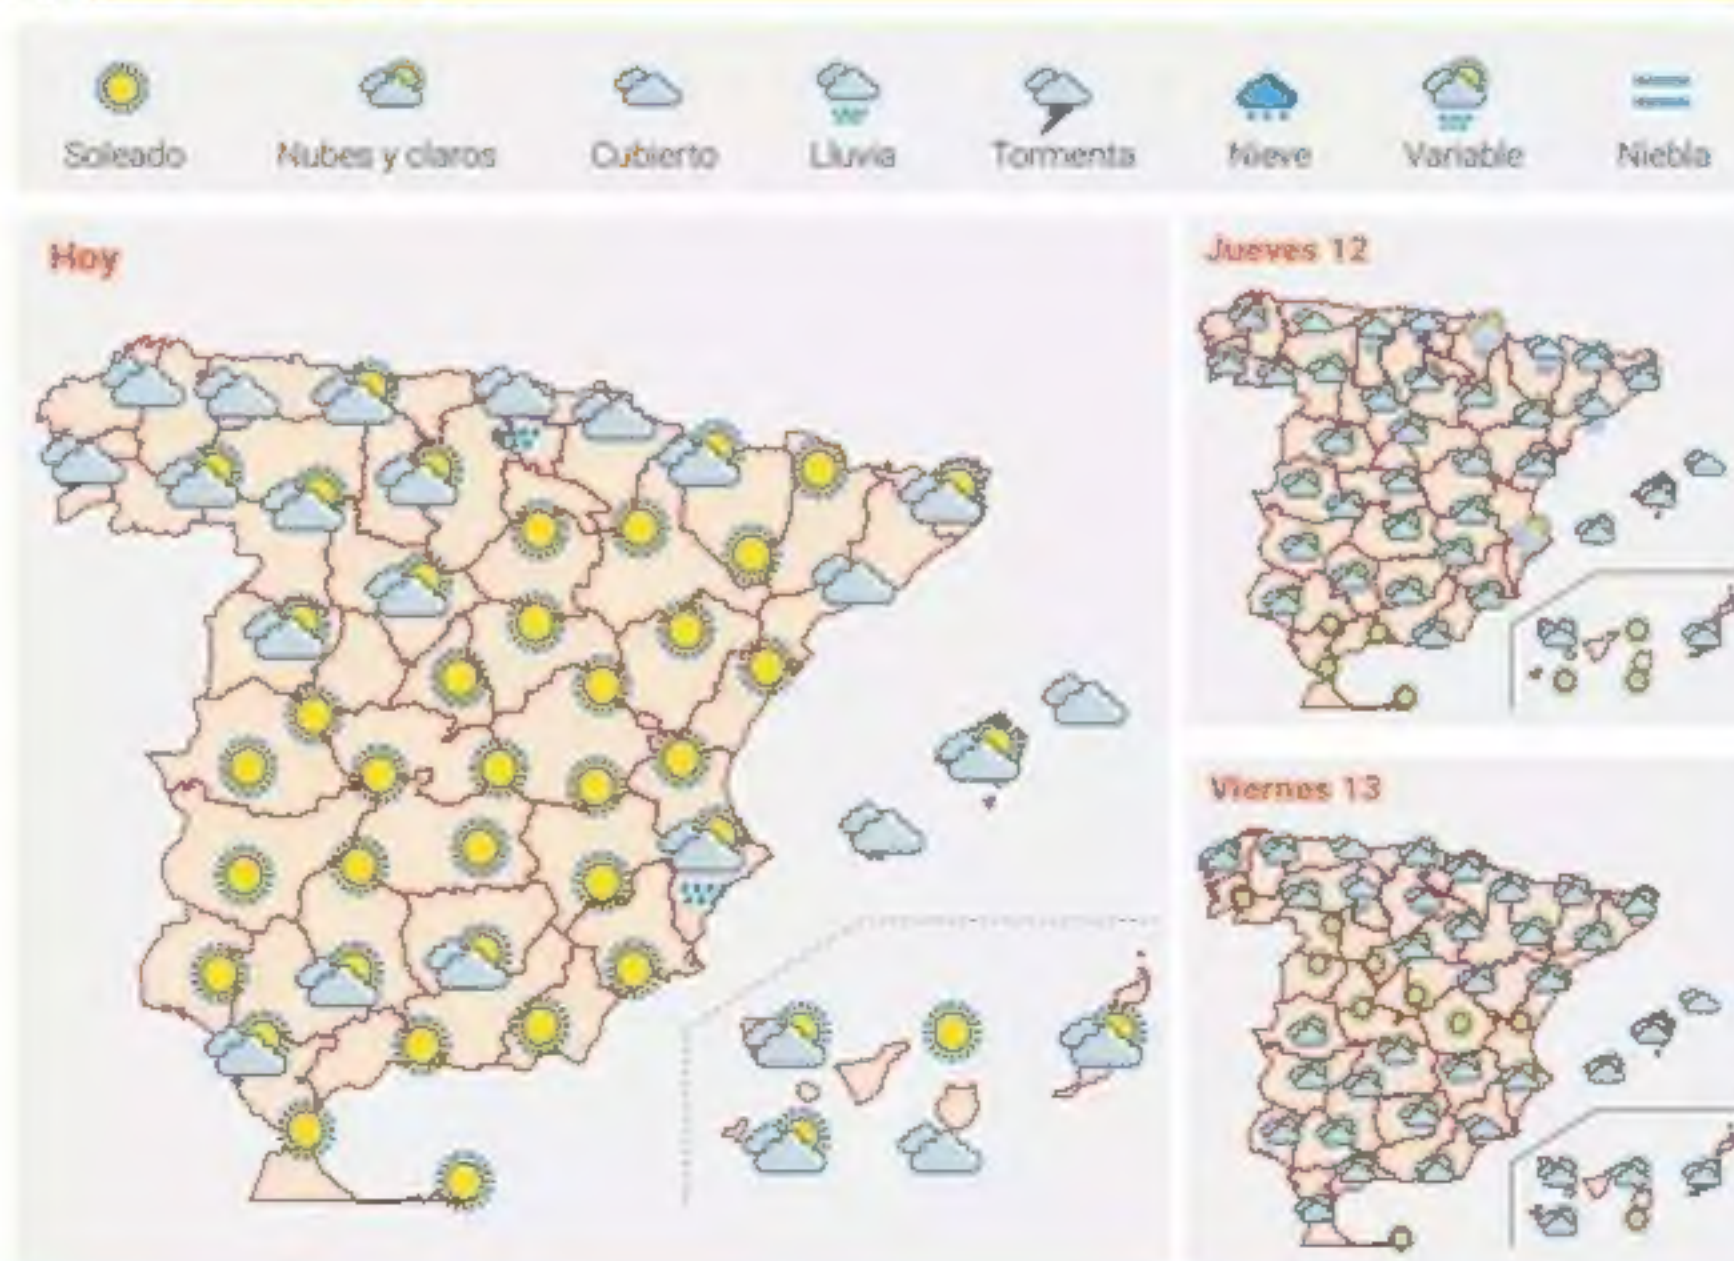 Soleado
Nubes y claros
Cubierto
Lluvia
Tormenta
Nieve
Variable
Niebla
Hoy
Jueves 12
Viernes 13